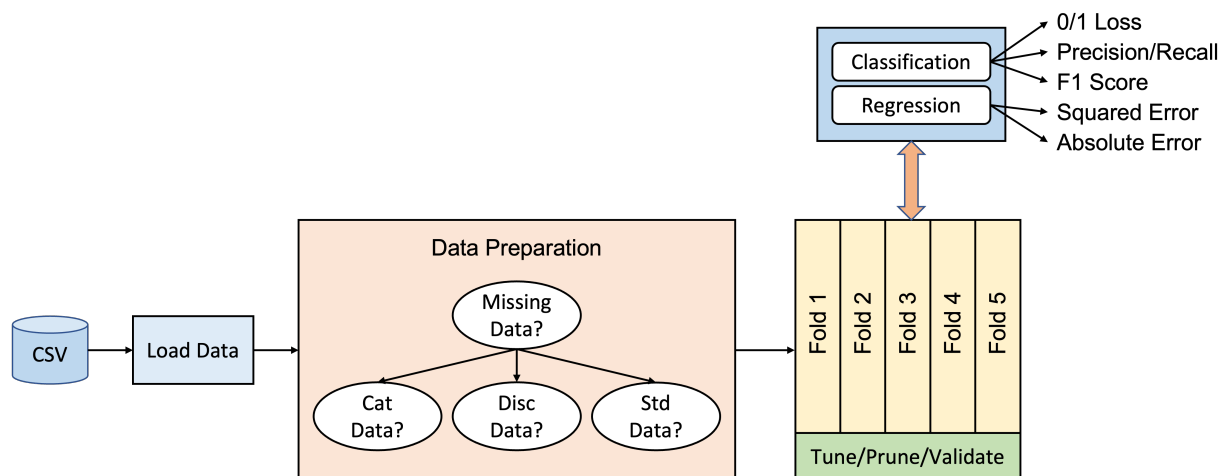 0/1 Loss
Precision/Recall
F1 Score
Squared Error
Absolute Error
Classification
Regression
Data Preparation
Missing
Data?
CSV
Load Data
Cat
Data?
Disc
Data?
Std
Data?
Fold 1
Fold 2
Fold 3
Fold 4
Fold 5
Tune/Prune/Validate